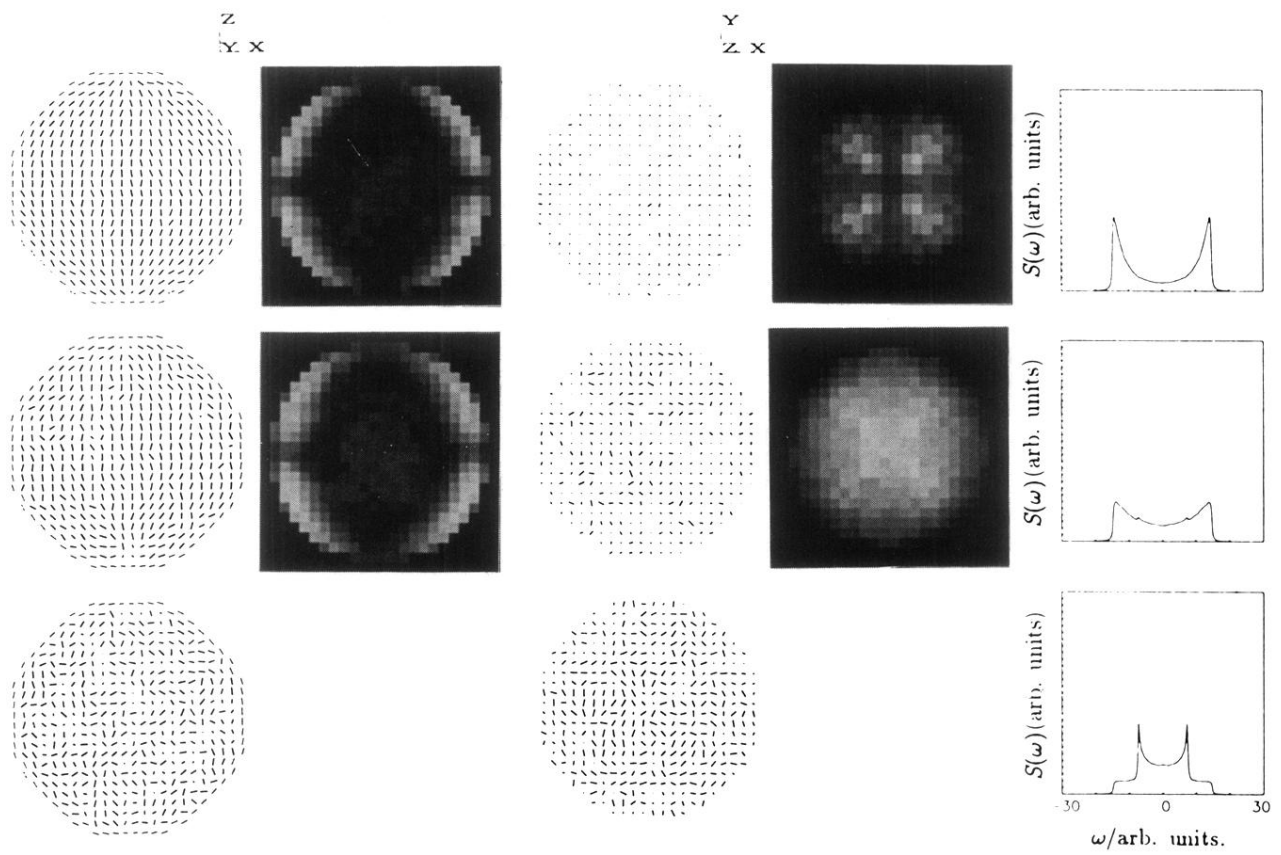 Z
Y X
Y
Z X
S(ω)(arb. units)
S(ω)(arb. units)
S(ω)(arb. units)
-30 0 30
ω/arb. units.